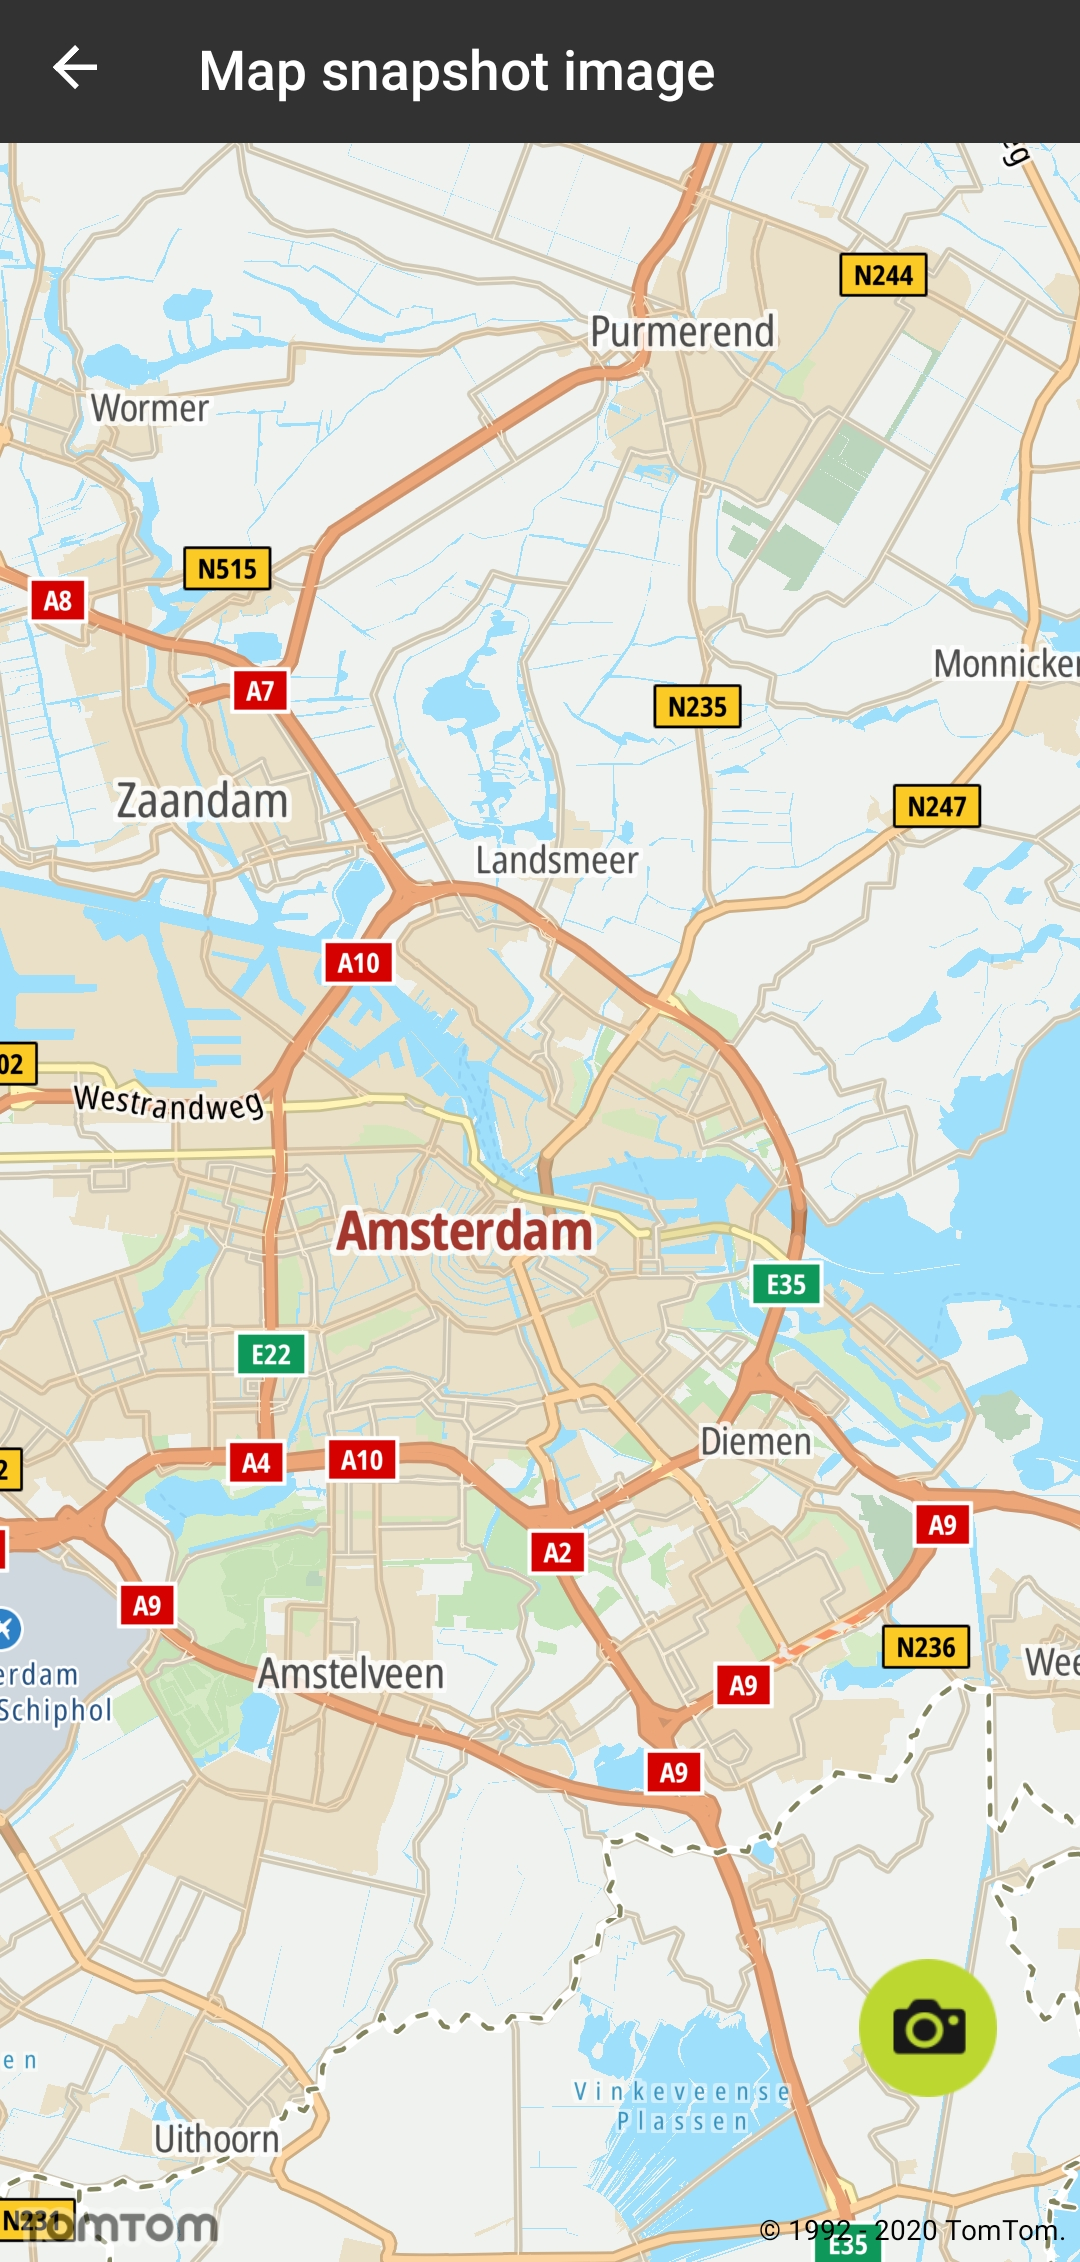 Map snapshot image
N244
Purmerend
Wormer
N515
A8
Monnicker
A7
N235
Zaandam
N247
Landsmeer
A10
02
Westrandweg
Amsterdam
E35
E22
Diemen
A4
A10
2
A9
A2
A9
N236
Wee
erdam
Schiphol
Amstelveen
A9
A9
en
Vinkeveense
Plassen
Uithoorn
N231
TomTom
© 1992 - 2020 TomTom.
E35